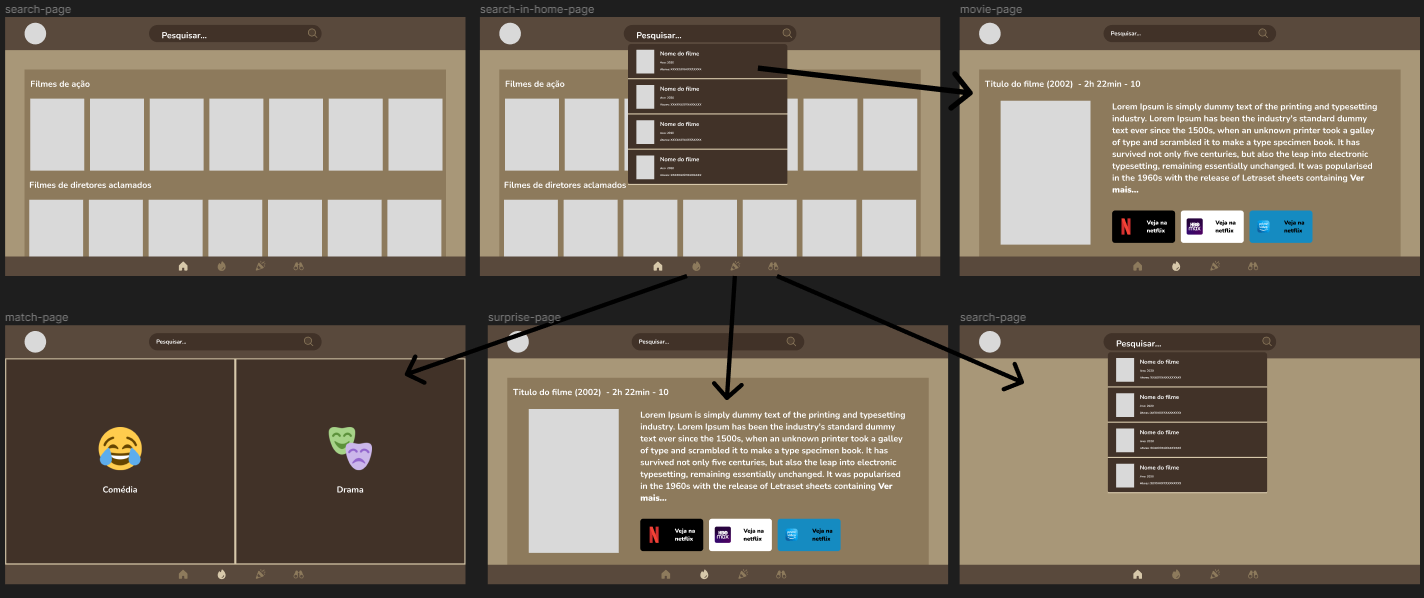 search-page
Pesquisar...
Filmes de ação
Filmes de diretores aclamados
search-in-home-page
Pesquisar...
Nome do filme
Nome do filme
Nome do filme
Nome do filme
Filmes de ação
Filmes de diretores aclamados
movie-page
Pesquisar...
Titulo do filme (2002) - 2h 22min - 10
Lorem Ipsum is simply dummy text of the printing and typesetting
industry. Lorem Ipsum has been the industry's standard dummy
text ever since the 1500s, when an unknown printer took a galley
of type and scrambled it to make a type specimen book. It has
survived not only five centuries, but also the leap into electronic
typesetting, remaining essentially unchanged. It was popularised
in the 1960s with the release of Letraset sheets containing Ver
mais...
Veja na
netflix
HBO
max
Veja na
netflix
Veja na
netflix
match-page
Pesquisar...
Comédia
Drama
surprise-page
Pesquisar...
Titulo do filme (2002) - 2h 22min - 10
Lorem Ipsum is simply dummy text of the printing and typesetting
industry. Lorem Ipsum has been the industry's standard dummy
text ever since the 1500s, when an unknown printer took a galley
of type and scrambled it to make a type specimen book. It has
survived not only five centuries, but also the leap into electronic
typesetting, remaining essentially unchanged. It was popularised
in the 1960s with the release of Letraset sheets containing Ver
mais...
Veja na
netflix
HBO
max
Veja na
netflix
Veja na
netflix
search-page
Pesquisar...
Nome do filme
Nome do filme
Nome do filme
Nome do filme